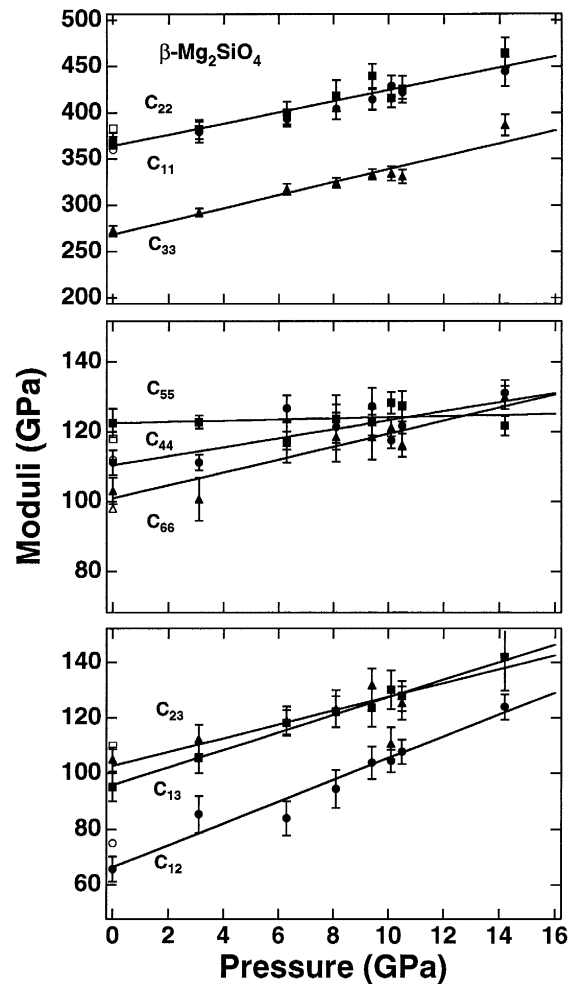 500
β-Mg₂SiO₄
450
C₂₂
400
350
C₁₁
300
C₃₃
250
200
140
C₅₅
120
C₄₄
100
C₆₆
80
Moduli (GPa)
140
120
C₂₃
100
C₁₃
80
C₁₂
60
0 2 4 6 8 10 12 14 16
Pressure (GPa)